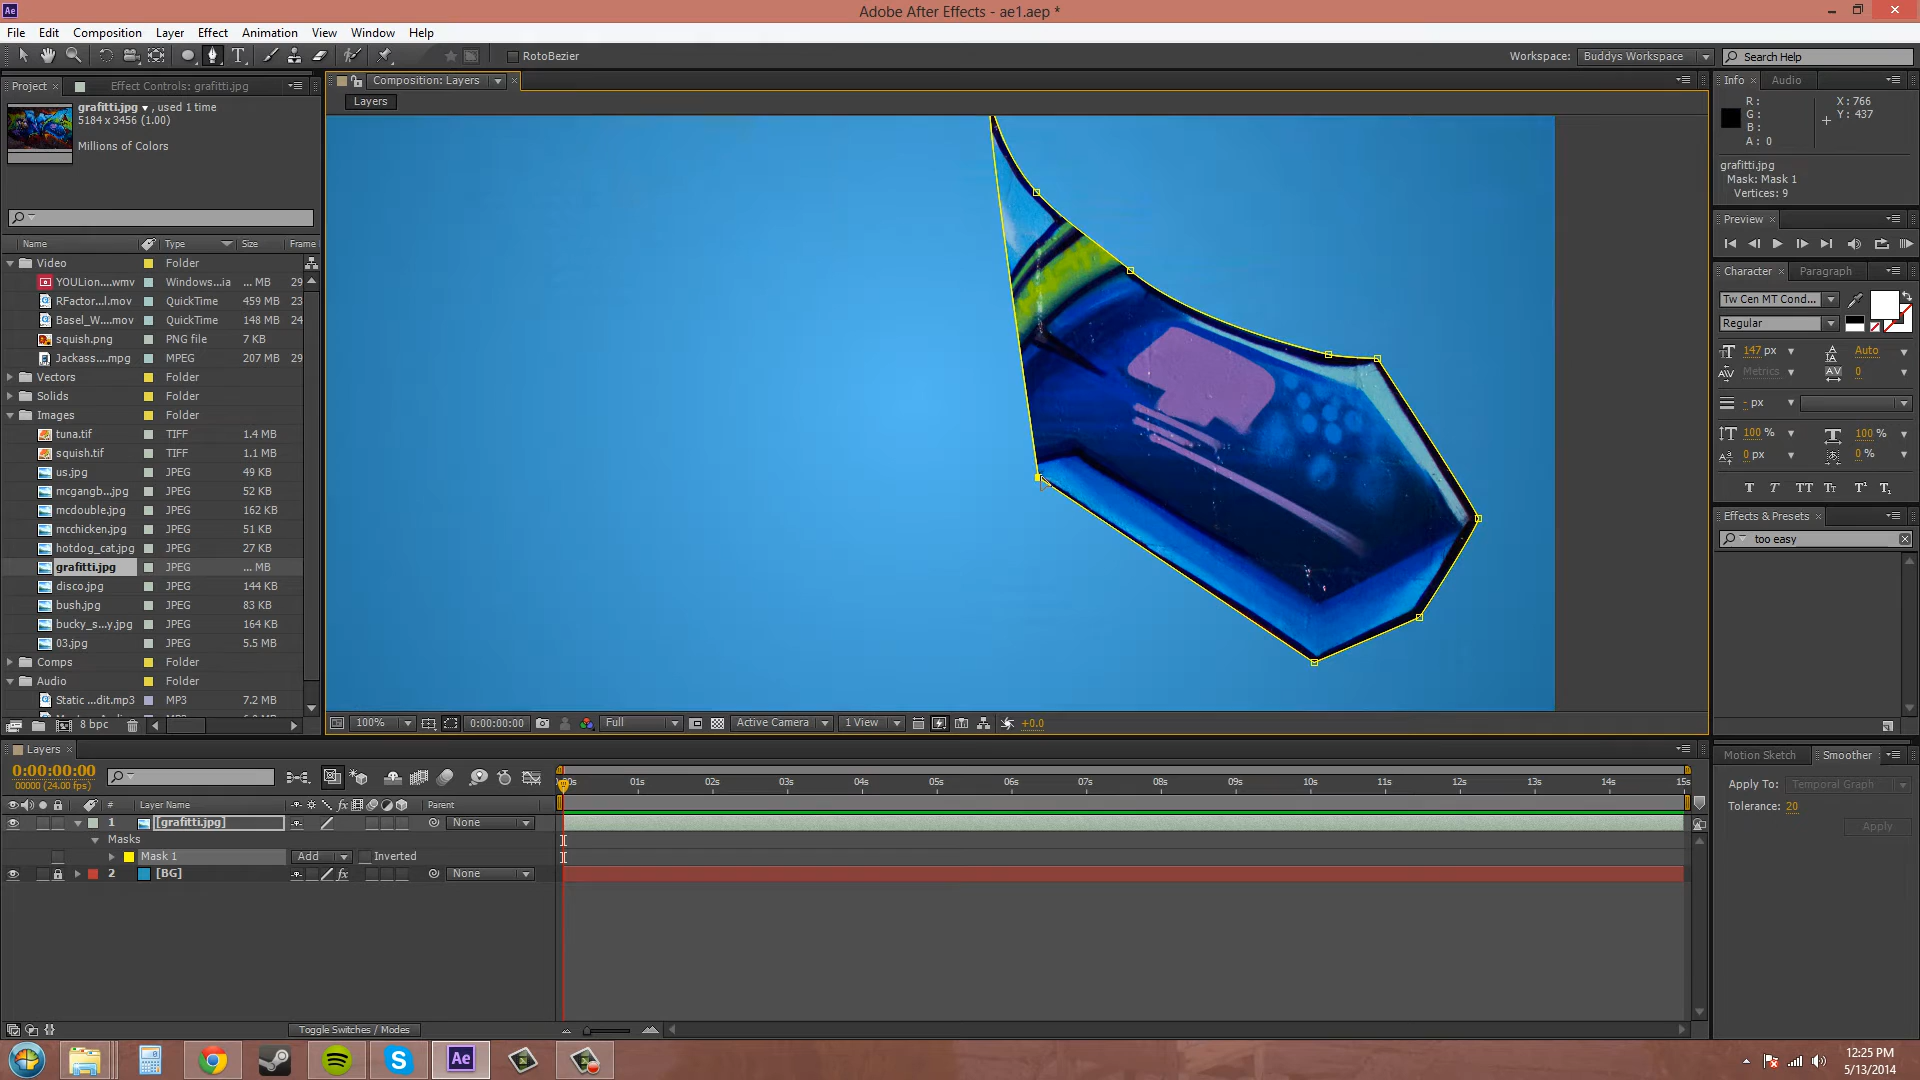 Adobe After Effects - ae1.aep *
File Edit Composition Layer Effect Animation View Window Help
RotoBezier
Workspace: Buddys Workspace
Search Help
Project
Effect Controls: grafitti.jpg
grafitti.jpg , used 1 time
5184 x 3456 (1.00)
Millions of Colors
Name Type Size Frame
Video Folder
YOULion....wmv Windows...ia ... MB 29
RFactor...l.mov QuickTime 459 MB 23
Basel_W....mov QuickTime 148 MB 24
squish.png PNG file 7 KB
Jackass....mpg MPEG 207 MB 29
Vectors Folder
Solids Folder
Images Folder
tuna.tif TIFF 1.4 MB
squish.tif TIFF 1.1 MB
us.jpg JPEG 49 KB
mcgangb...jpg JPEG 52 KB
mcdouble.jpg JPEG 162 KB
mcchicken.jpg JPEG 51 KB
hotdog_cat.jpg JPEG 27 KB
grafitti.jpg JPEG ... MB
disco.jpg JPEG 144 KB
bush.jpg JPEG 83 KB
bucky_s...y.jpg JPEG 164 KB
03.jpg JPEG 5.5 MB
Comps Folder
Audio Folder
Static ...dit.mp3 MP3 7.2 MB
8 bpc
Composition: Layers
Layers
100% 0:00:00:00 Full Active Camera 1 View +0.0
Info Audio
R: X: 766
G: Y: 437
B:
A: 0
grafitti.jpg
Mask: Mask 1
Vertices: 9
Preview
Character Paragraph
Tw Cen MT Cond...
Regular
147 px Auto
Metrics 0
- px
100 % 100 %
0 px 0 %
T T TT Tt T¹ T₁
Effects & Presets
too easy
Layers
0:00:00:00
00000 (24.00 fps)
# Layer Name Parent
1 [grafitti.jpg] None
Masks
Mask 1 Add Inverted
2 [BG] None
01s 02s 03s 04s 05s 06s 07s 08s 09s 10s 11s 12s 13s 14s 15s
Toggle Switches / Modes
Motion Sketch Smoother
Apply To: Temporal Graph
Tolerance: 20
Apply
12:25 PM
5/13/2014